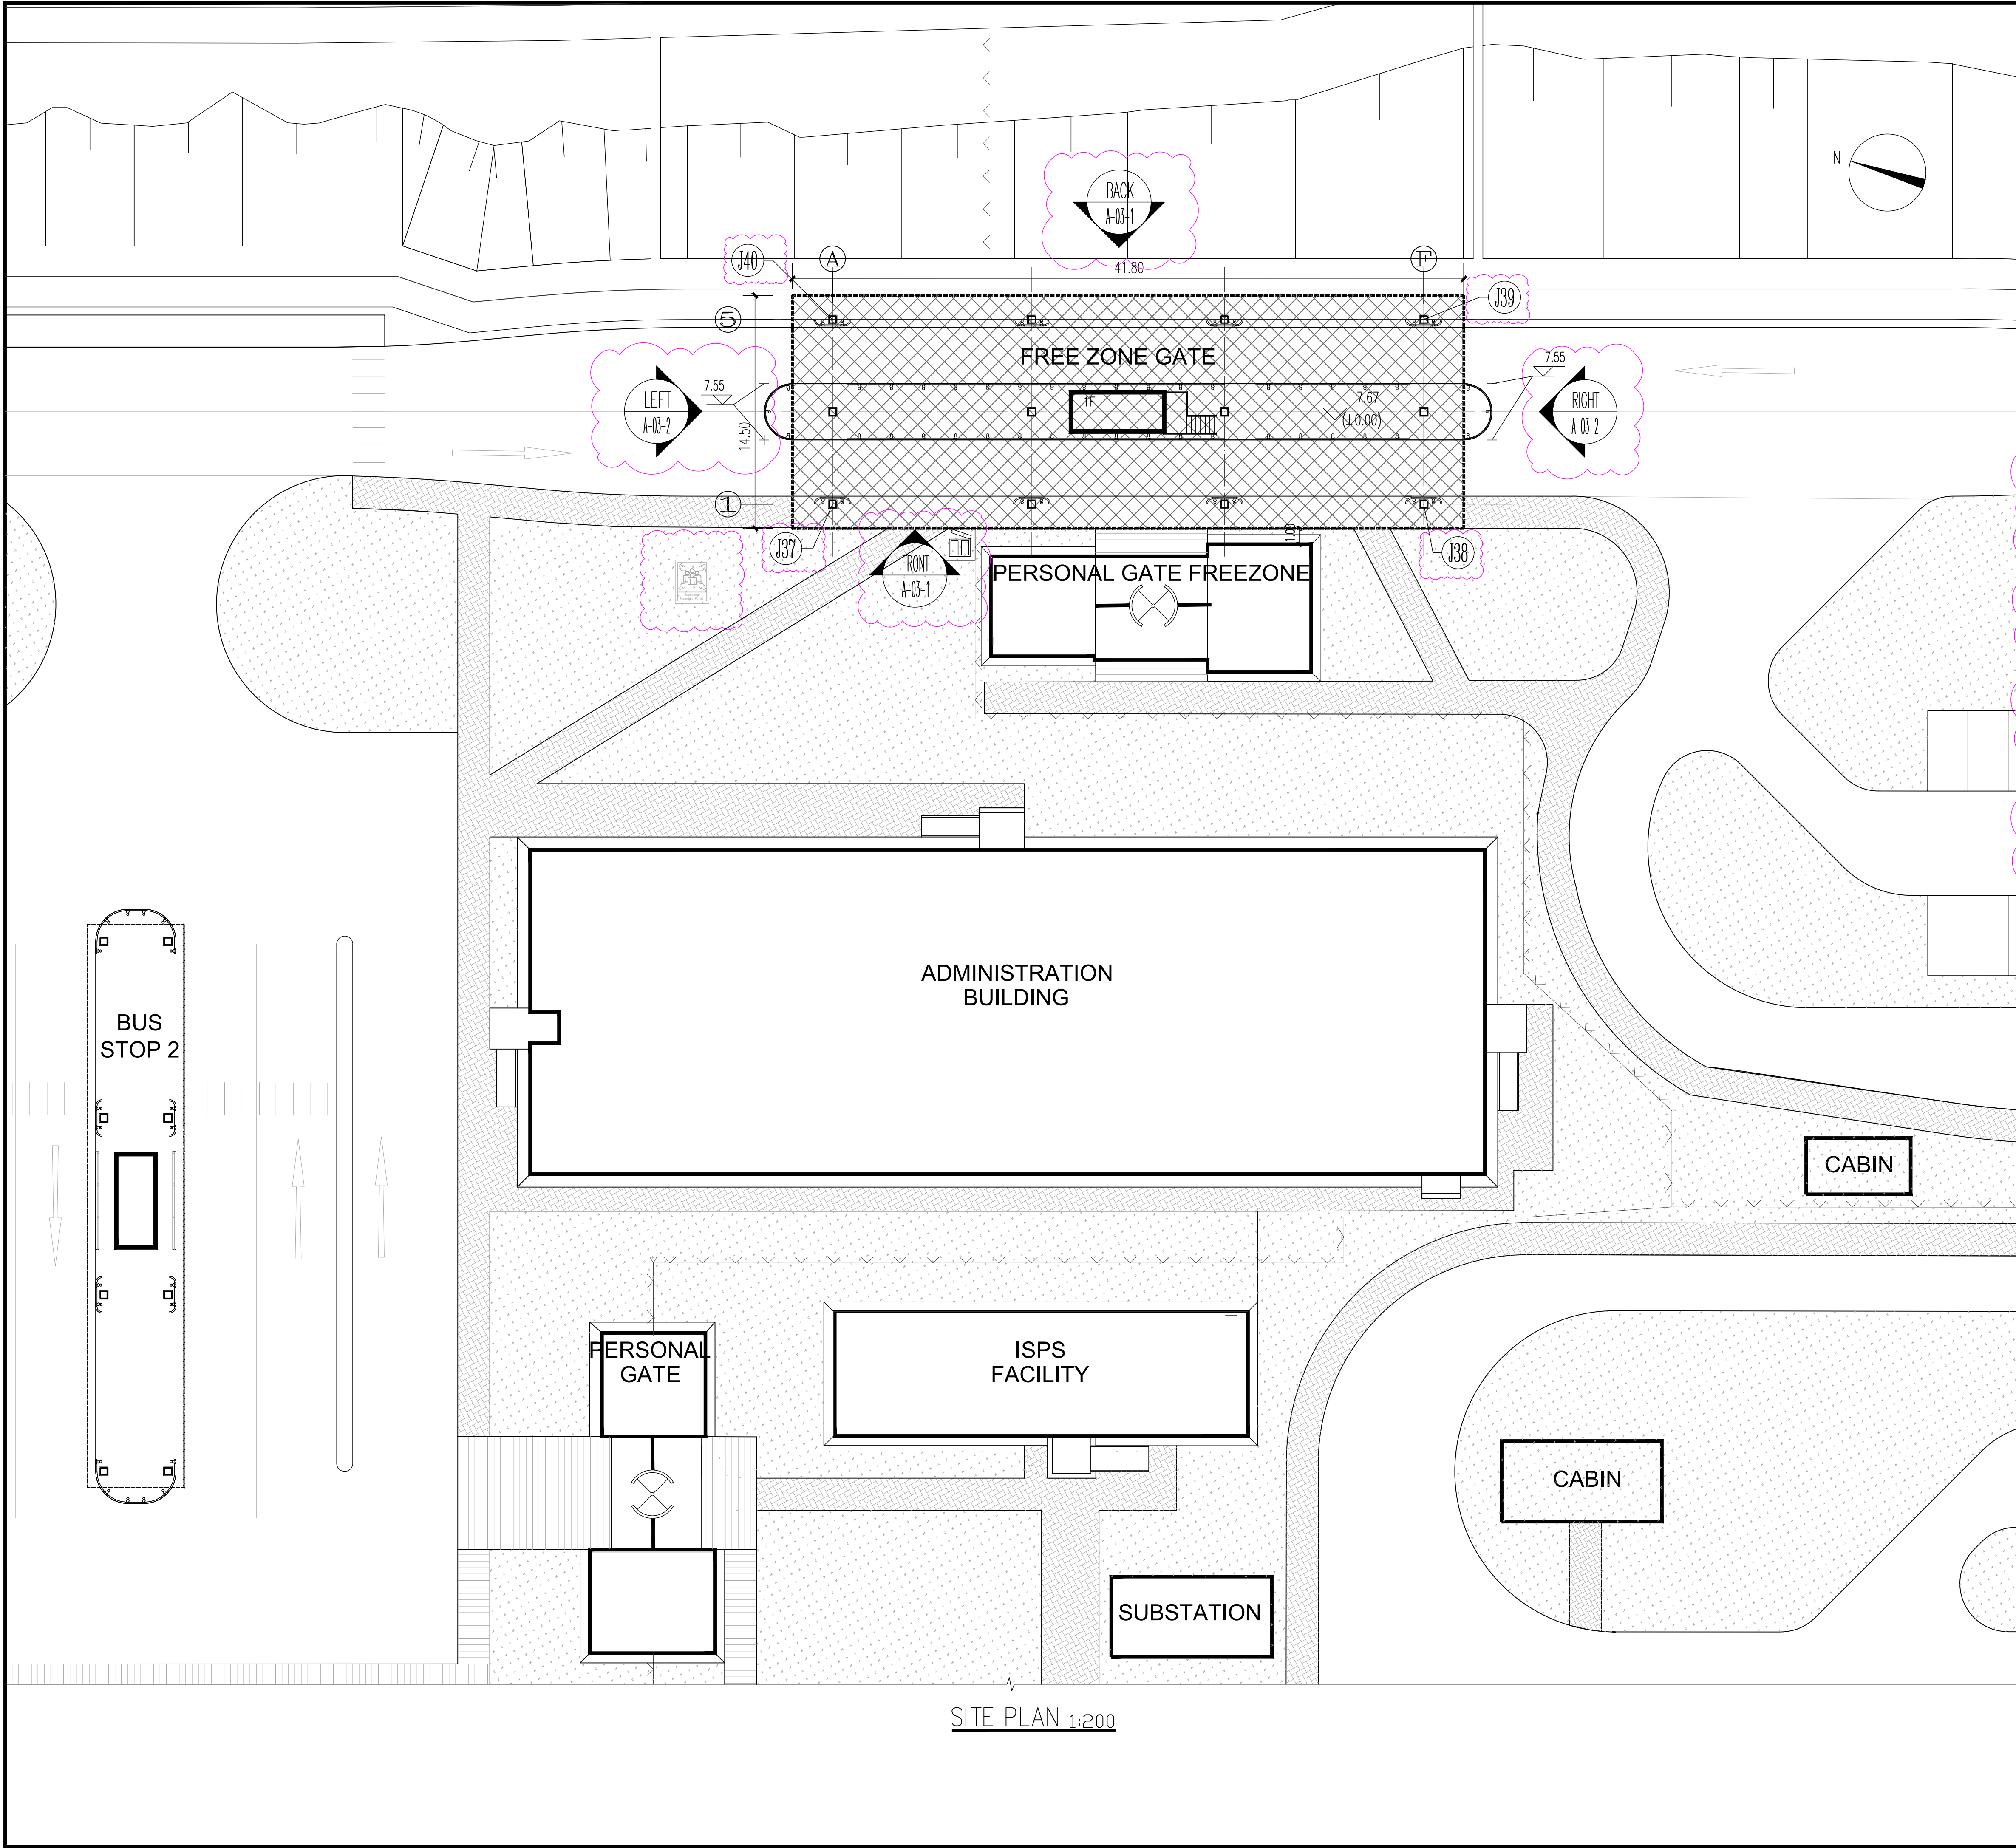 N
BACK
A-03-1
J40
A
41.80
F
J39
5
FREE ZONE GATE
7.55
7.55
LEFT
A-03-2
14.50
1F
7.67
(±0.00)
RIGHT
A-03-2
1
J37
FRONT
A-03-1
1.00
J38
PERSONAL GATE FREEZONE
ADMINISTRATION
BUILDING
BUS
STOP 2
CABIN
PERSONAL
GATE
ISPS
FACILITY
CABIN
SUBSTATION
SITE PLAN 1:200